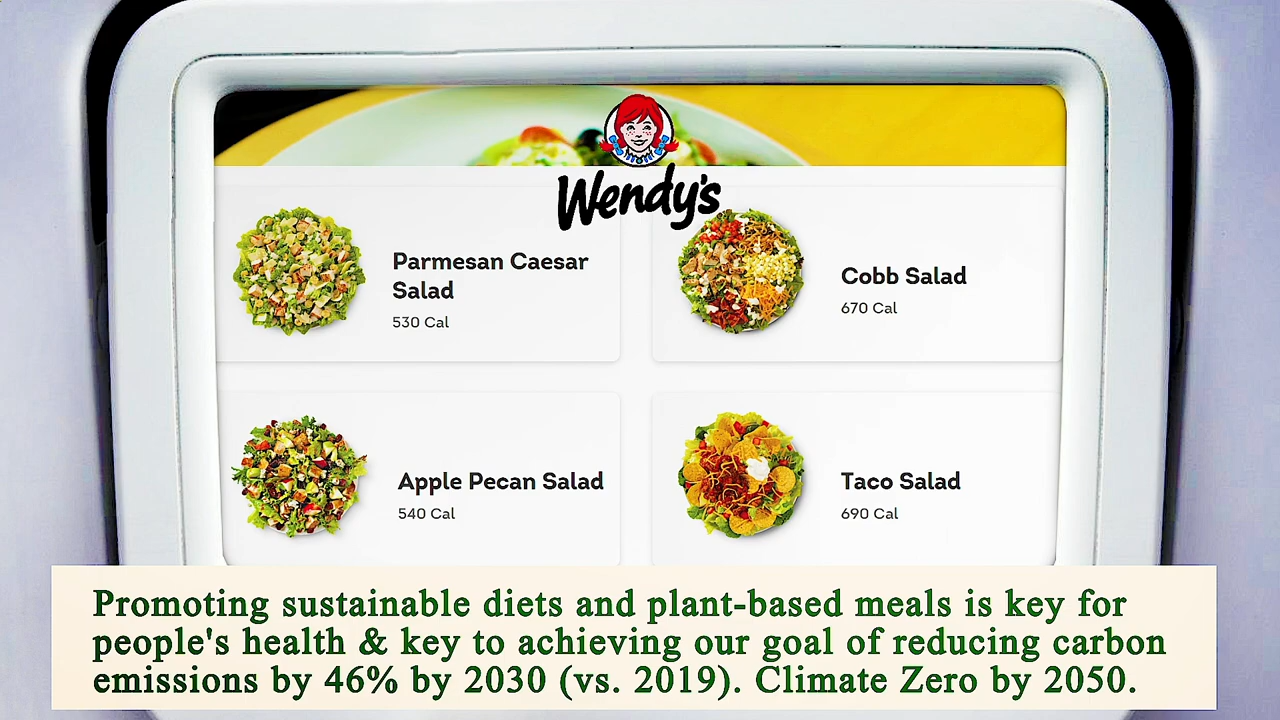 Wendy's
Parmesan Caesar
Salad
530 Cal
Cobb Salad
670 Cal
Apple Pecan Salad
540 Cal
Taco Salad
690 Cal
Promoting sustainable diets and plant-based meals is key for
people's health & key to achieving our goal of reducing carbon
emissions by 46% by 2030 (vs. 2019). Climate Zero by 2050.